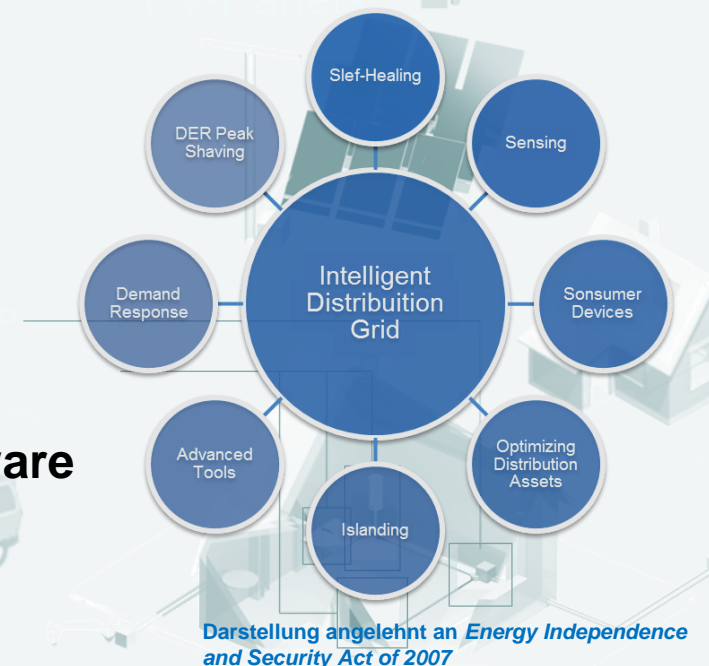 Slef-Healing
DER Peak
Shaving
Sensing
Intelligent
Distribuition
Grid
Demand
Response
Sonsumer
Devices
Advanced
Tools
Optimizing
Distribution
Assets
Islanding
Darstellung angelehnt an Energy Independence
and Security Act of 2007